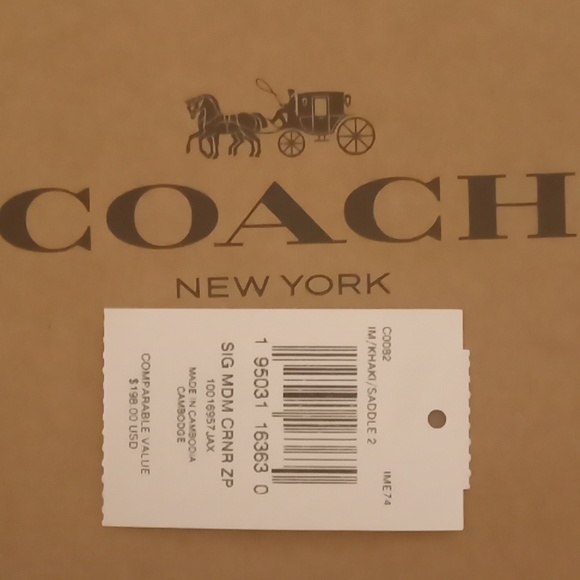 COACH
NEW YORK
C0082
IME74
IM/KHAKI/SADDLE 2
1 95031 16363 0
SIG MDM CRNR ZP
10016957JAX
MADE IN CAMBODIA
CAMBODGE
COMPARABLE VALUE
$198.00 USD